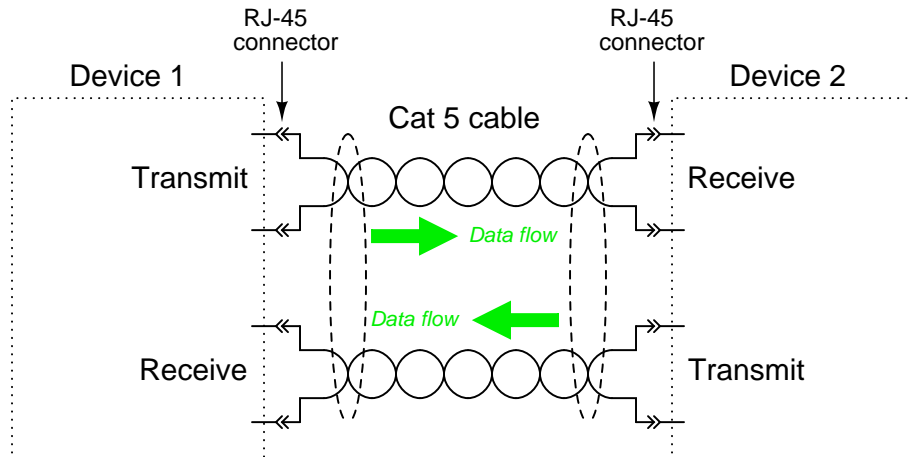 RJ-45
connector
RJ-45
connector
Device 1
Device 2
Cat 5 cable
Transmit
Receive
Data flow
Data flow
Receive
Transmit